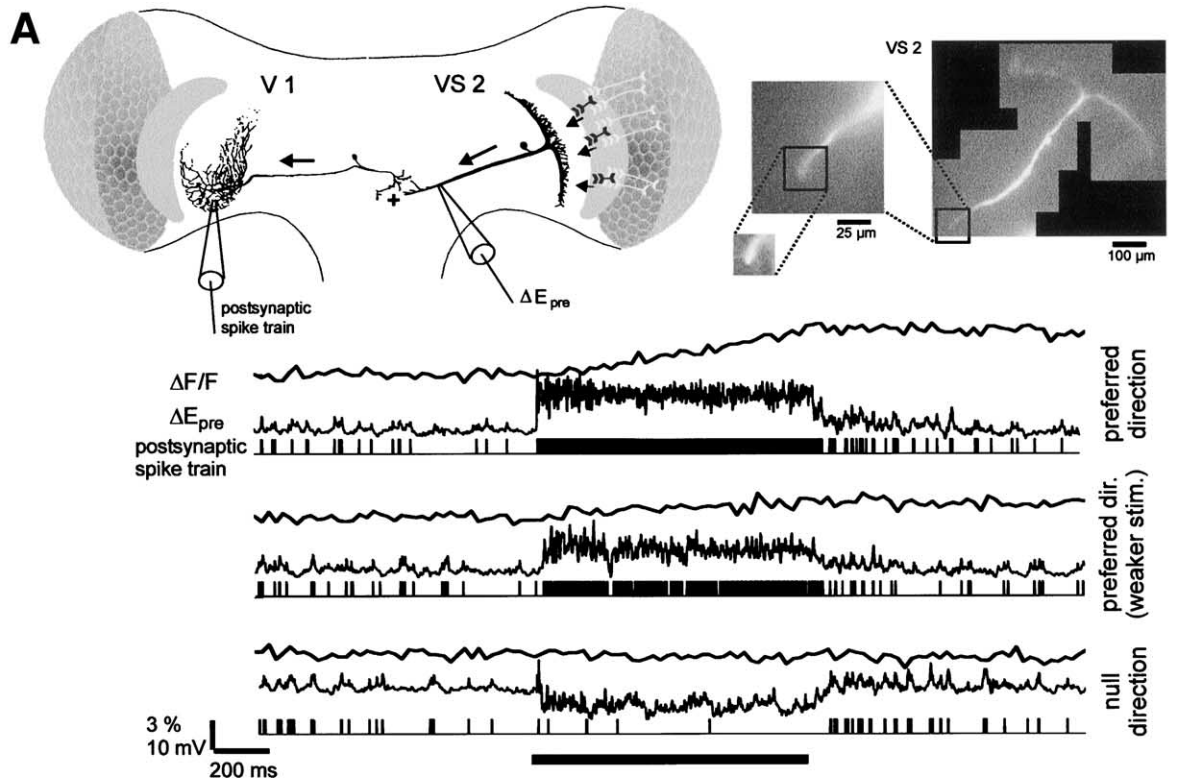 A
V 1
VS 2
VS 2
25 µm
100 µm
postsynaptic
spike train
ΔE pre
ΔF/F
ΔE pre
postsynaptic
spike train
preferred
direction
preferred dir.
(weaker stim.)
null
direction
3 %
10 mV
200 ms
+